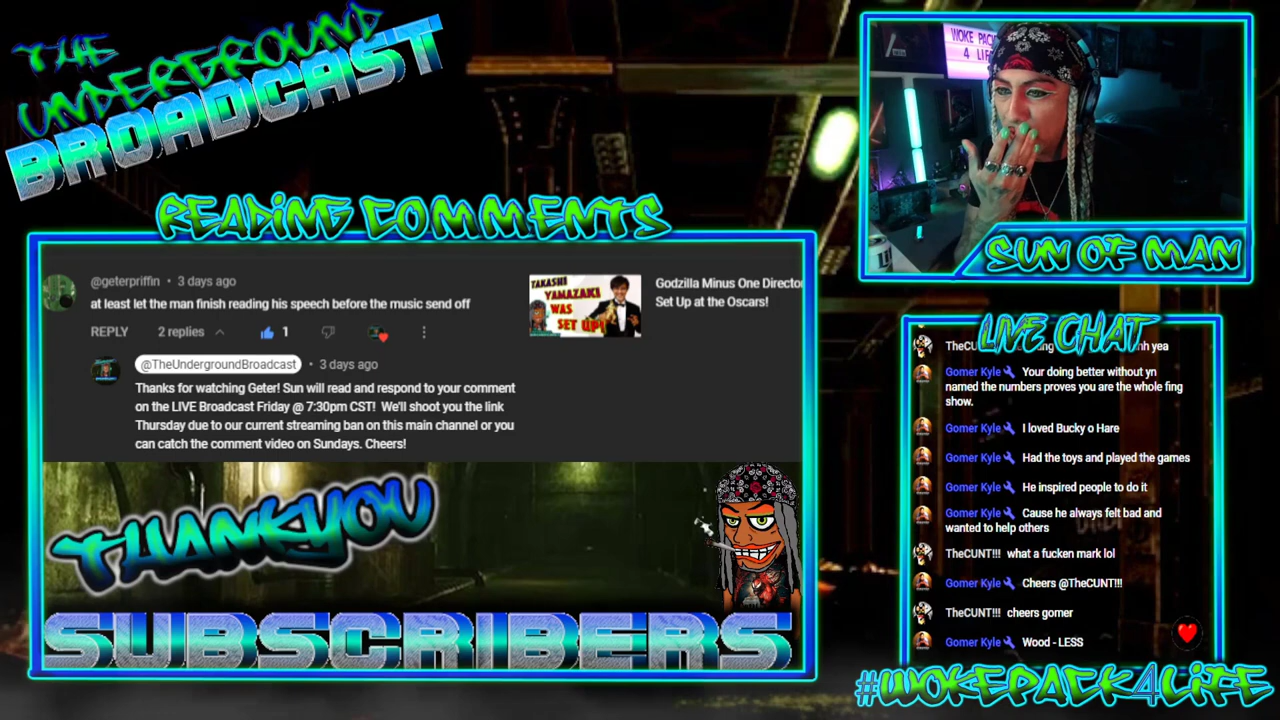 THE
UNDERGROUND
BROADCAST
READING COMMENTS
@geterpriffin • 3 days ago
at least let the man finish reading his speech before the music send off
REPLY 2 replies 1
TAKASHI
YAMAZAKI
WAS
SET UP!
Godzilla Minus One Director
Set Up at the Oscars!
@TheUndergroundBroadcast • 3 days ago
Thanks for watching Geter! Sun will read and respond to your comment
on the LIVE Broadcast Friday @ 7:30pm CST! We'll shoot you the link
Thursday due to our current streaming ban on this main channel or you
can catch the comment video on Sundays. Cheers!
THANKYOU
SUBSCRIBERS
WOKE PACK
4 LIFE
SUN OF MAN
LIVE CHAT
TheCU
yea
Gomer Kyle Your doing better without yn
named the numbers proves you are the whole fing
show.
Gomer Kyle I loved Bucky o Hare
Gomer Kyle Had the toys and played the games
Gomer Kyle He inspired people to do it
Gomer Kyle Cause he always felt bad and
wanted to help others
TheCUNT!!! what a fucken mark lol
Gomer Kyle Cheers @TheCUNT!!!
TheCUNT!!! cheers gomer
Gomer Kyle Wood - LESS
#WOKEPACK4LIFE